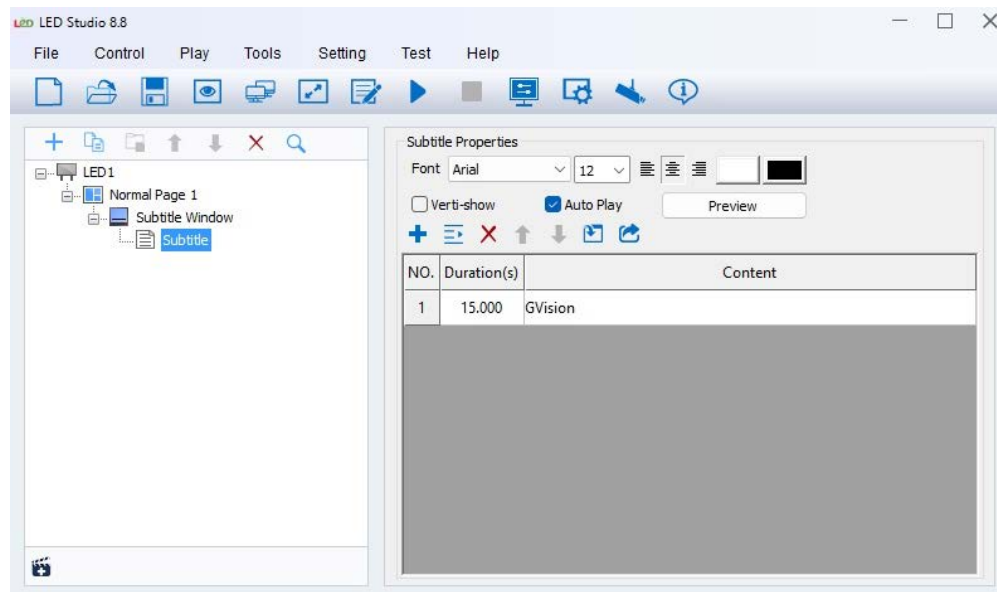 LED LED Studio 8.8
File Control Play Tools Setting Test Help
LED1
Normal Page 1
Subtitle Window
Subtitle
Subtitle Properties
Font Arial 12
Verti-show Auto Play Preview
NO. Duration(s) Content
1 15.000 GVision